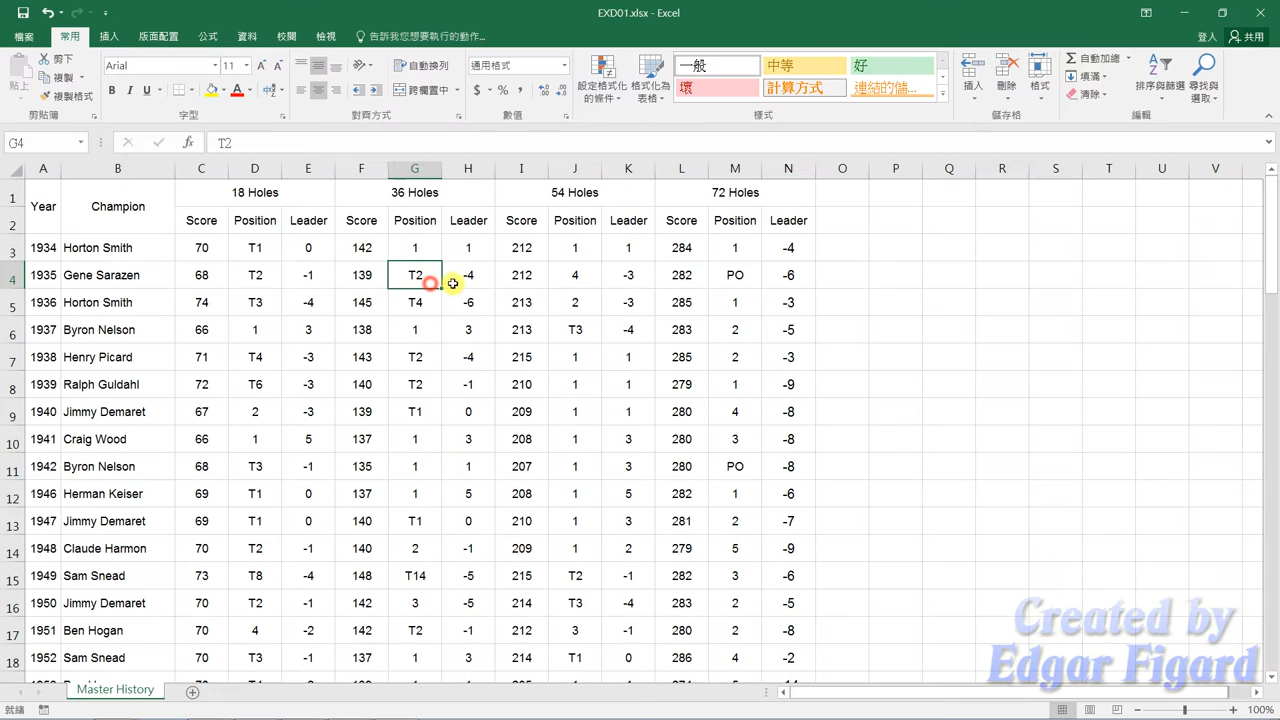 EXD01.xlsx - Excel
檔案 常用 插入 版面配置 公式 資料 校閱 檢視 告訴我您想要執行的動作... 登入 共用
貼上 剪下 複製 複製格式 剪貼簿
Arial 11 B I U A 字型
自動換列 跨欄置中 對齊方式
通用格式 $ % , 數值
設定格式化的條件 格式化為表格 一般 中等 好 壞 計算方式 連結的儲... 樣式
插入 刪除 格式 儲存格
自動加總 填滿 清除 排序與篩選 尋找與選取 編輯
G4 fx T2
A B C D E F G H I J K L M N O P Q R S T U V
1 Year Champion 18 Holes 36 Holes 54 Holes 72 Holes
2 Score Position Leader Score Position Leader Score Position Leader Score Position Leader
3 1934 Horton Smith 70 T1 0 142 1 1 212 1 1 284 1 -4
4 1935 Gene Sarazen 68 T2 -1 139 T2 -4 212 4 -3 282 PO -6
5 1936 Horton Smith 74 T3 -4 145 T4 -6 213 2 -3 285 1 -3
6 1937 Byron Nelson 66 1 3 138 1 3 213 T3 -4 283 2 -5
7 1938 Henry Picard 71 T4 -3 143 T2 -4 215 1 1 285 2 -3
8 1939 Ralph Guldahl 72 T6 -3 140 T2 -1 210 1 1 279 1 -9
9 1940 Jimmy Demaret 67 2 -3 139 T1 0 209 1 1 280 4 -8
10 1941 Craig Wood 66 1 5 137 1 3 208 1 3 280 3 -8
11 1942 Byron Nelson 68 T3 -1 135 1 1 207 1 3 280 PO -8
12 1946 Herman Keiser 69 T1 0 137 1 5 208 1 5 282 1 -6
13 1947 Jimmy Demaret 69 T1 0 140 T1 0 210 1 3 281 2 -7
14 1948 Claude Harmon 70 T2 -1 140 2 -1 209 1 2 279 5 -9
15 1949 Sam Snead 73 T8 -4 148 T14 -5 215 T2 -1 282 3 -6
16 1950 Jimmy Demaret 70 T2 -1 142 3 -5 214 T3 -4 283 2 -5
17 1951 Ben Hogan 70 4 -2 142 T2 -1 212 3 -1 280 2 -8
18 1952 Sam Snead 70 T3 -1 137 1 3 214 T1 0 286 4 -2
Created by
Edgar Figard
Master History
就緒 100%